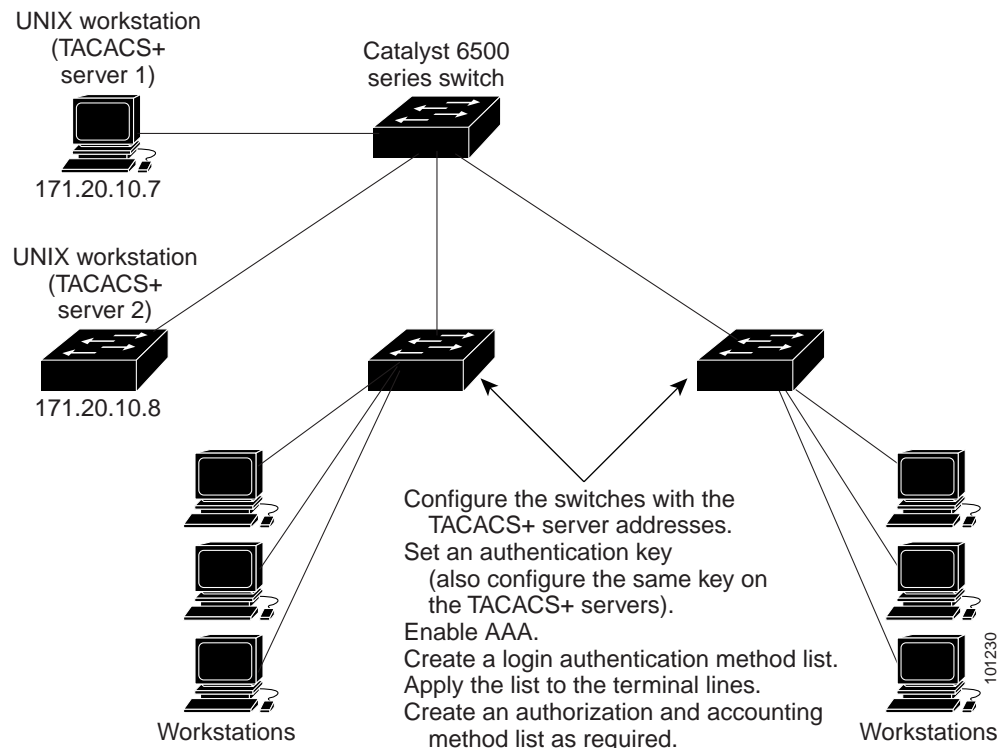 UNIX workstation
(TACACS+
server 1)
Catalyst 6500
series switch
171.20.10.7
UNIX workstation
(TACACS+
server 2)
171.20.10.8
Configure the switches with the
TACACS+ server addresses.
Set an authentication key
(also configure the same key on
the TACACS+ servers).
Enable AAA.
Create a login authentication method list.
Apply the list to the terminal lines.
Create an authorization and accounting
method list as required.
Workstations
Workstations
101230